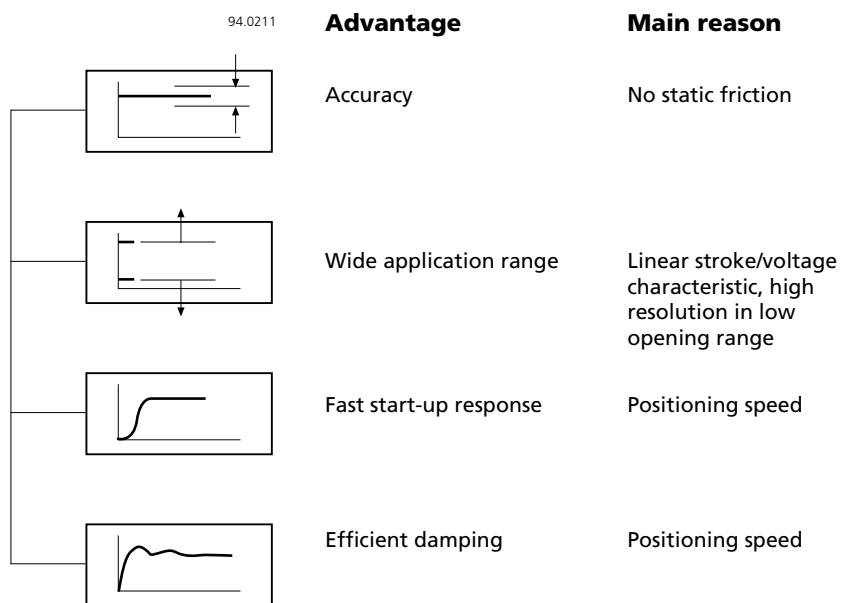 94.0211
Advantage Main reason
Accuracy No static friction
Wide application range Linear stroke/voltage
characteristic, high
resolution in low
opening range
Fast start-up response Positioning speed
Efficient damping Positioning speed